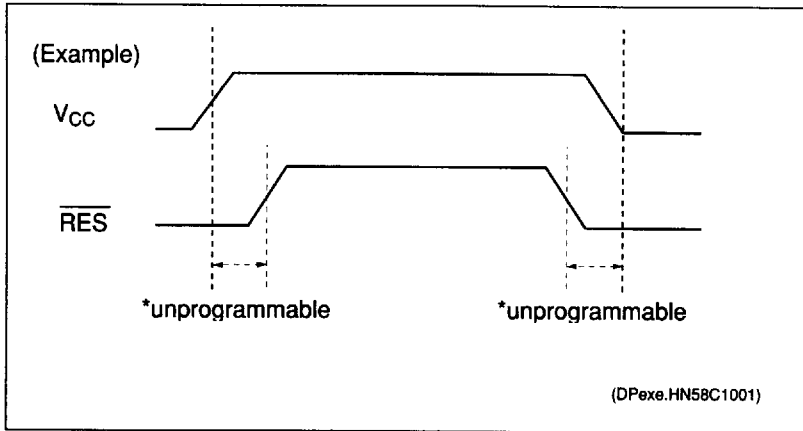 (Example)
VCC
RES
*unprogrammable
*unprogrammable
(DPexe.HN58C1001)